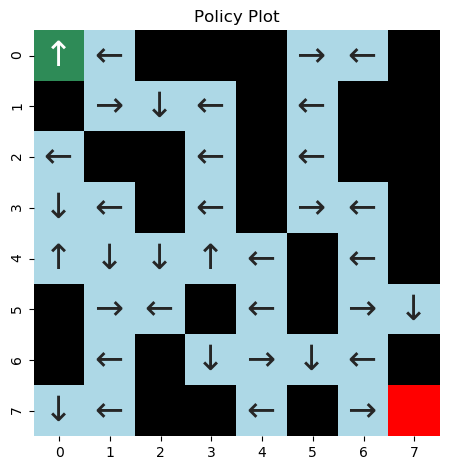 Policy Plot
0 ↑ ← → ←
1 → ↓ ← ←
2 ← ← ←
3 ↓ ← ← → ←
4 ↑ ↓ ↓ ↑ ← ←
5 → ← ← → ↓
6 ← ↓ → ↓ ←
7 ↓ ← ← →
0 1 2 3 4 5 6 7